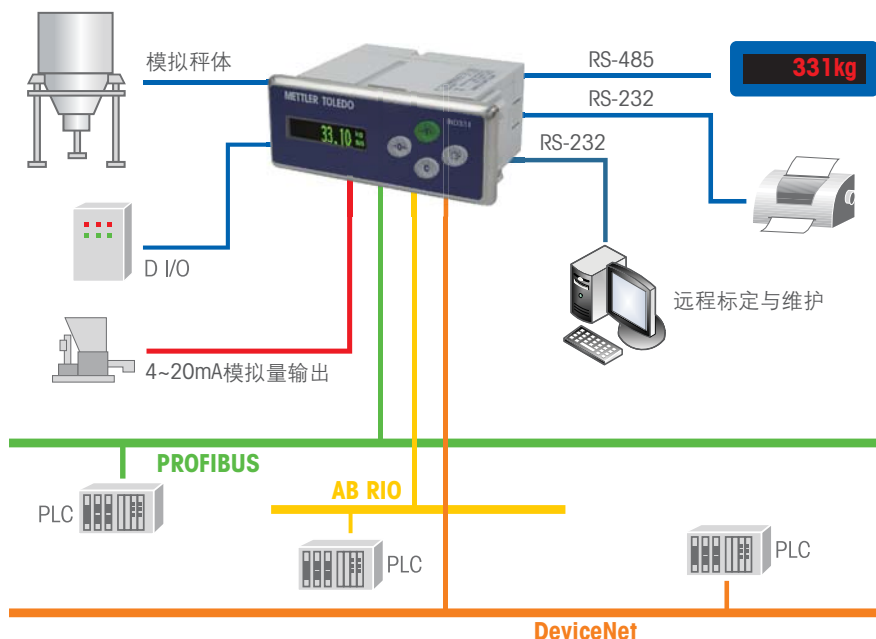 模拟秤体
RS-485
331kg
RS-232
METTLER TOLEDO
IND331
33.10
RS-232
C
D I/O
远程标定与维护
4~20mA模拟量输出
PROFIBUS
AB RIO
PLC
PLC
PLC
DeviceNet